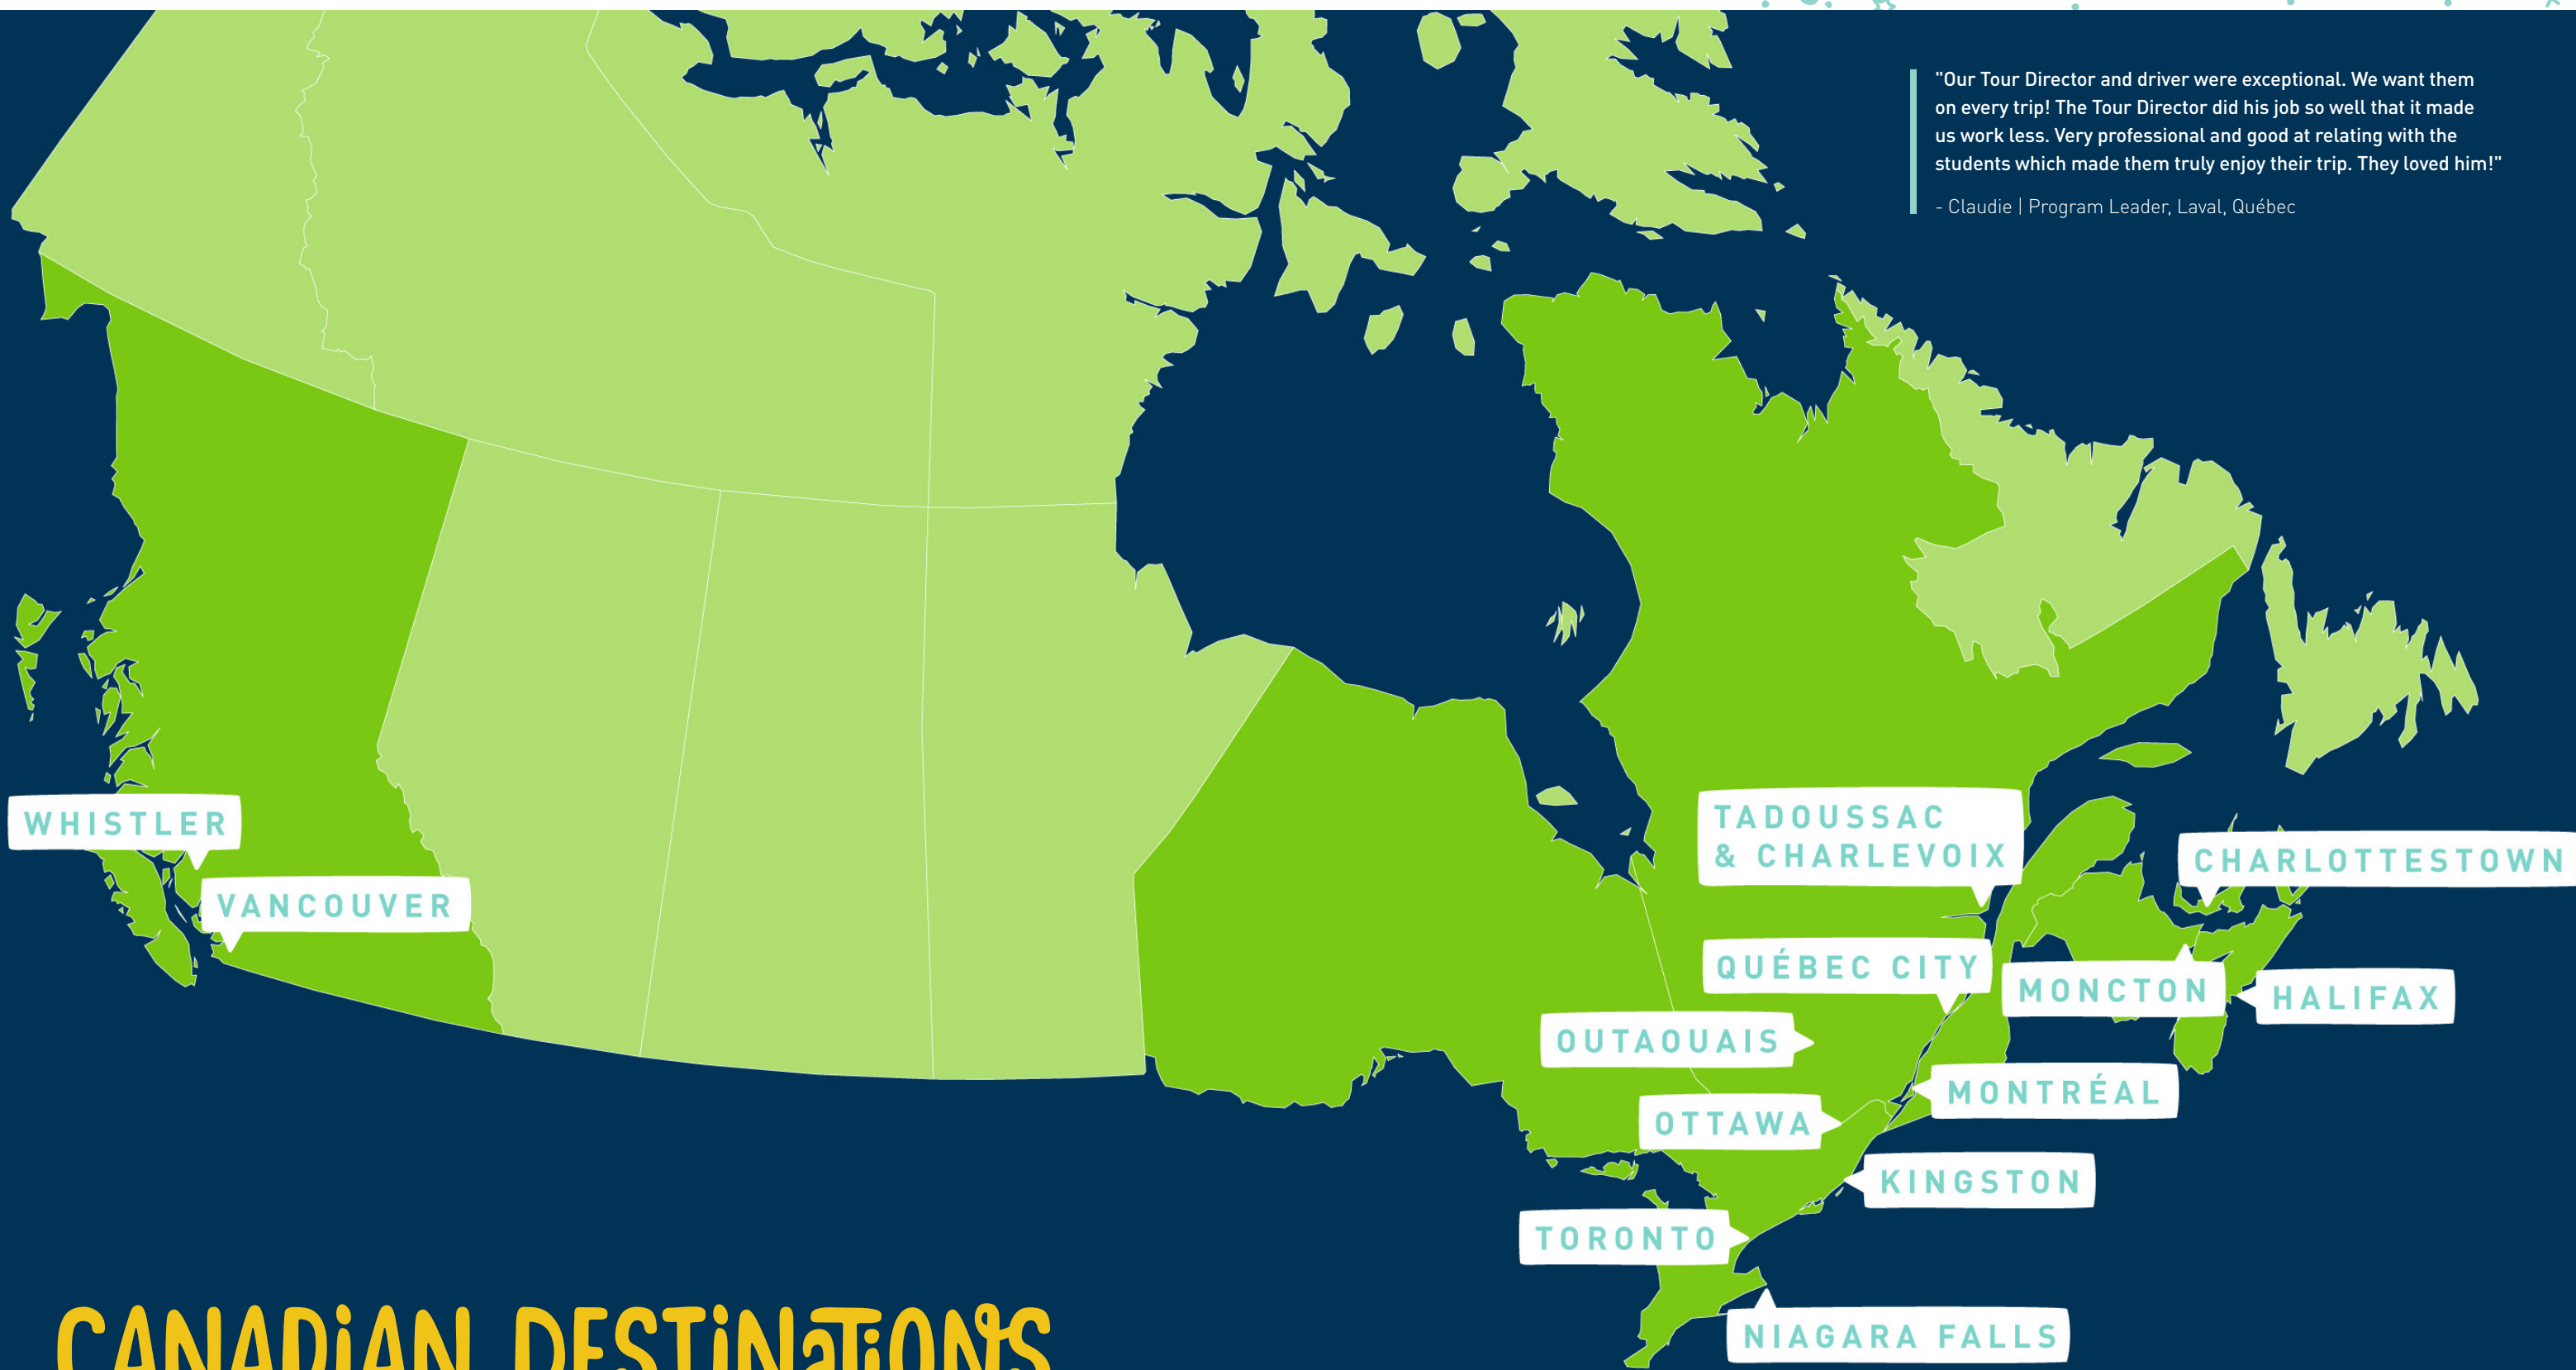 "Our Tour Director and driver were exceptional. We want them
on every trip! The Tour Director did his job so well that it made
us work less. Very professional and good at relating with the
students which made them truly enjoy their trip. They loved him!"
- Claudie | Program Leader, Laval, Québec
WHISTLER
VANCOUVER
TADOUSSAC
& CHARLEVOIX
CHARLOTTESTOWN
QUÉBEC CITY
MONCTON
HALIFAX
OUTAOUAIS
MONTRÉAL
OTTAWA
KINGSTON
TORONTO
NIAGARA FALLS
CANADIAN DESTINATIONS